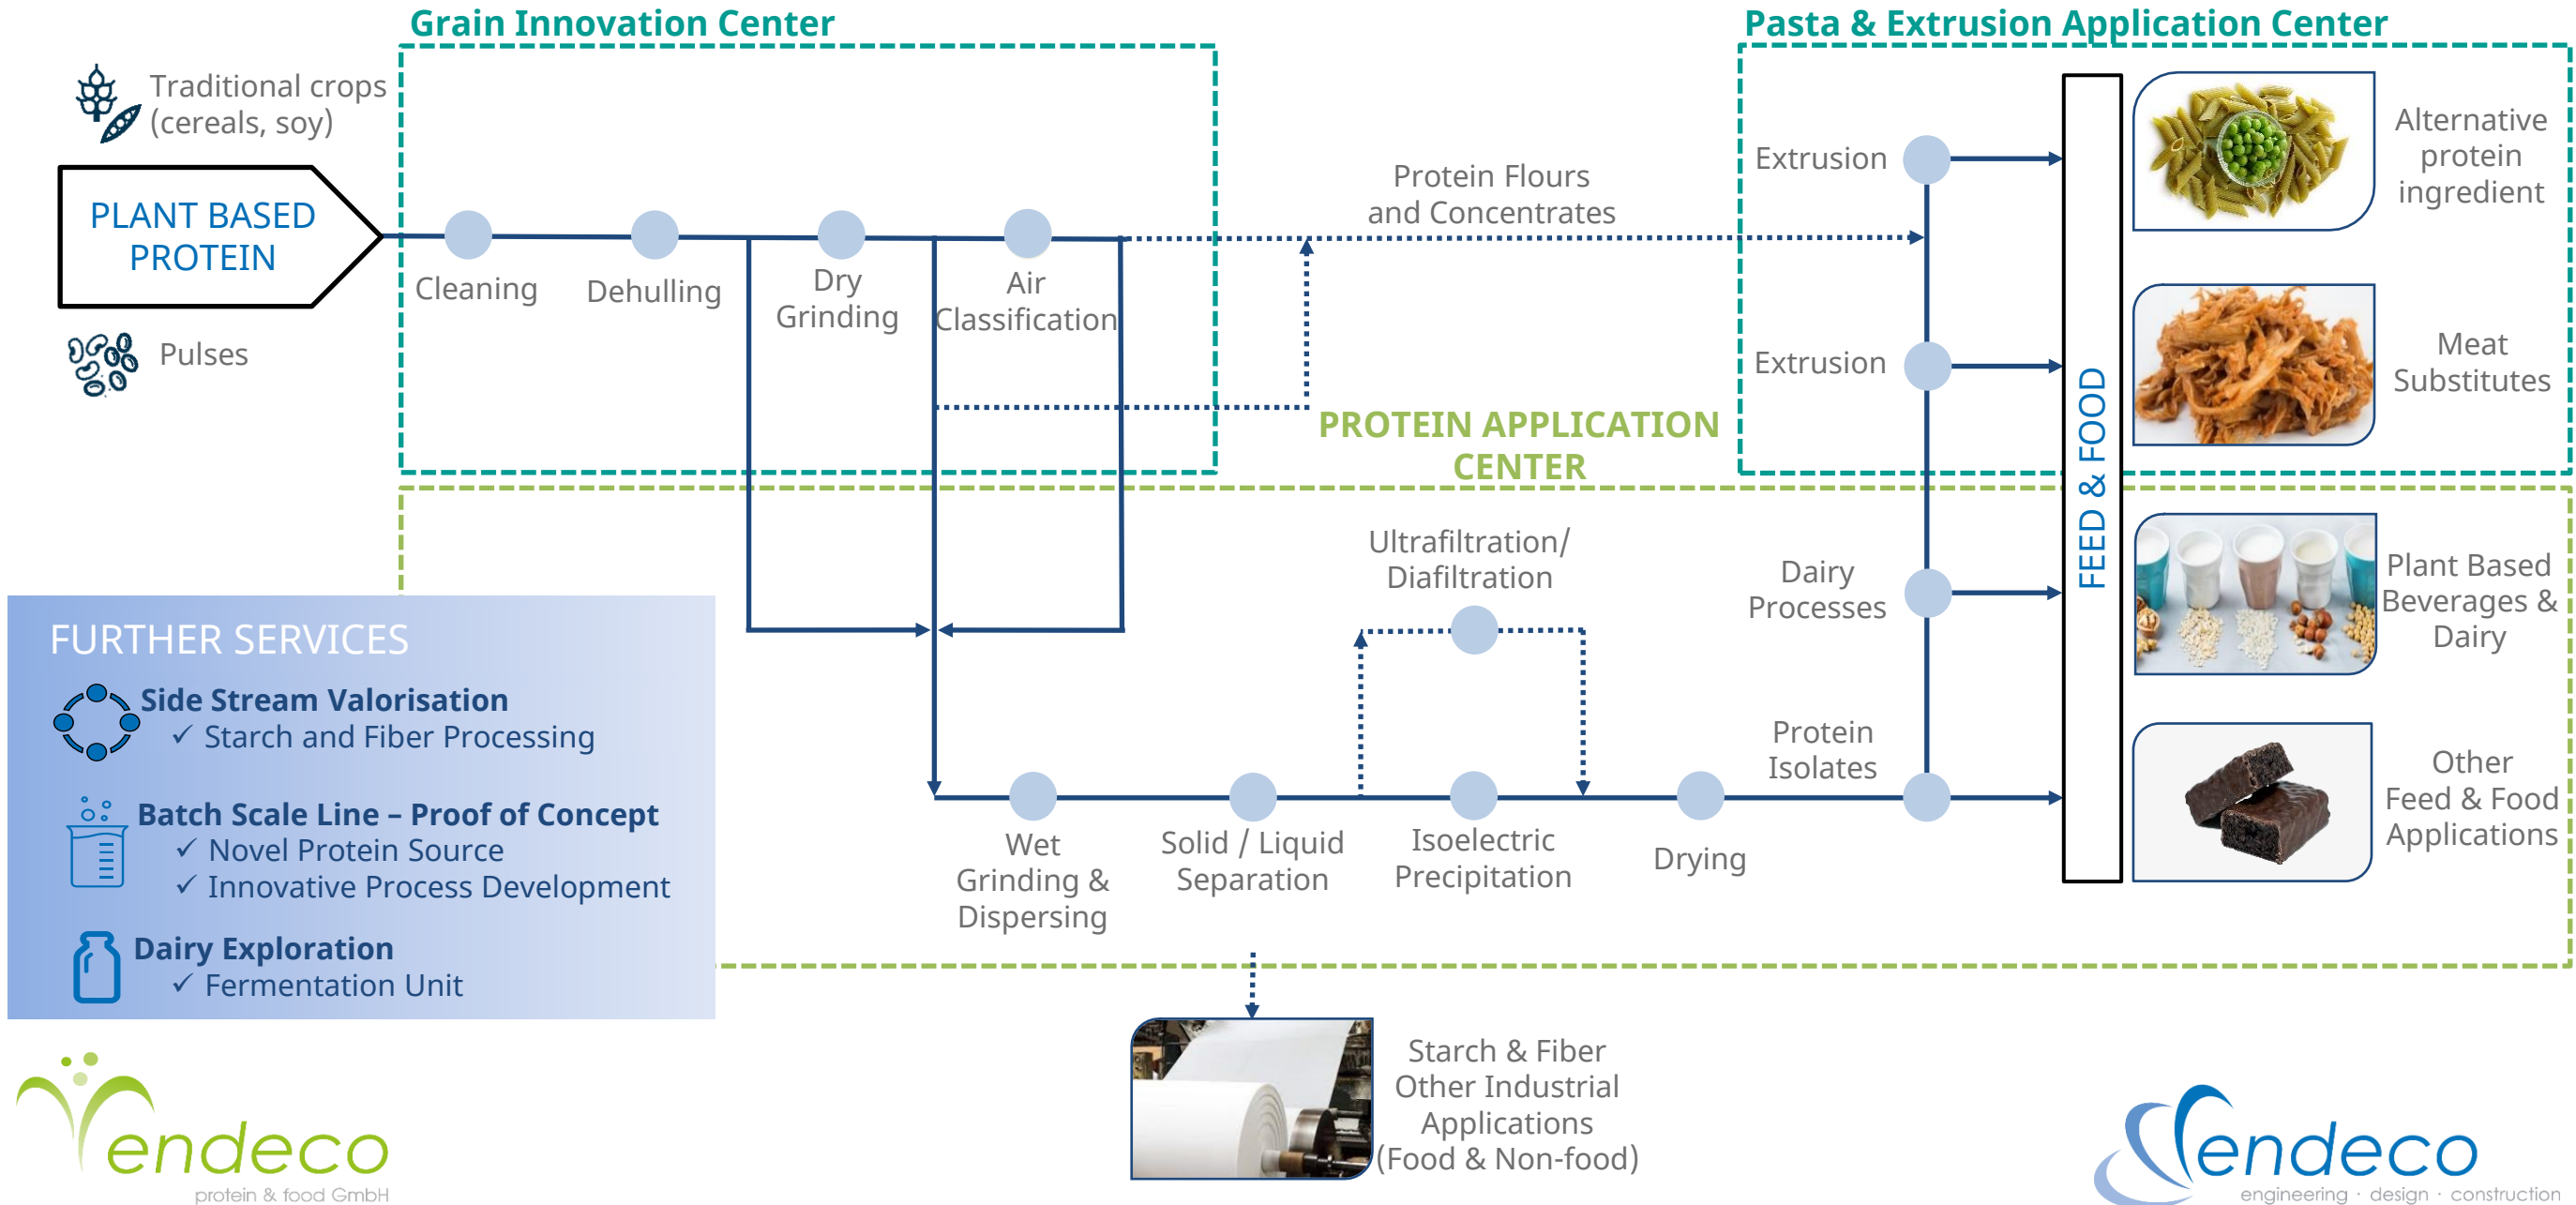 Grain Innovation Center
Pasta & Extrusion Application Center
Traditional crops
(cereals, soy)
PLANT BASED
PROTEIN
Pulses
Cleaning
Dehulling
Dry
Grinding
Air
Classification
Protein Flours
and Concentrates
Extrusion
Extrusion
Alternative
protein
ingredient
Meat
Substitutes
FEED & FOOD
PROTEIN APPLICATION
CENTER
Ultrafiltration/
Diafiltration
Dairy
Processes
Plant Based
Beverages &
Dairy
Protein
Isolates
Other
Feed & Food
Applications
Wet
Grinding &
Dispersing
Solid / Liquid
Separation
Isoelectric
Precipitation
Drying
FURTHER SERVICES
Side Stream Valorisation
✓ Starch and Fiber Processing
Batch Scale Line – Proof of Concept
✓ Novel Protein Source
✓ Innovative Process Development
Dairy Exploration
✓ Fermentation Unit
Starch & Fiber
Other Industrial
Applications
(Food & Non-food)
endeco
protein & food GmbH
endeco
engineering · design · construction